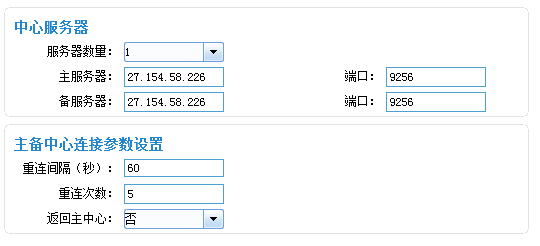 中心服务器
服务器数量： 1
主服务器： 27.154.58.226 端口： 9256
备服务器： 27.154.58.226 端口： 9256
主备中心连接参数设置
重连间隔（秒）： 60
重连次数： 5
返回主中心： 否